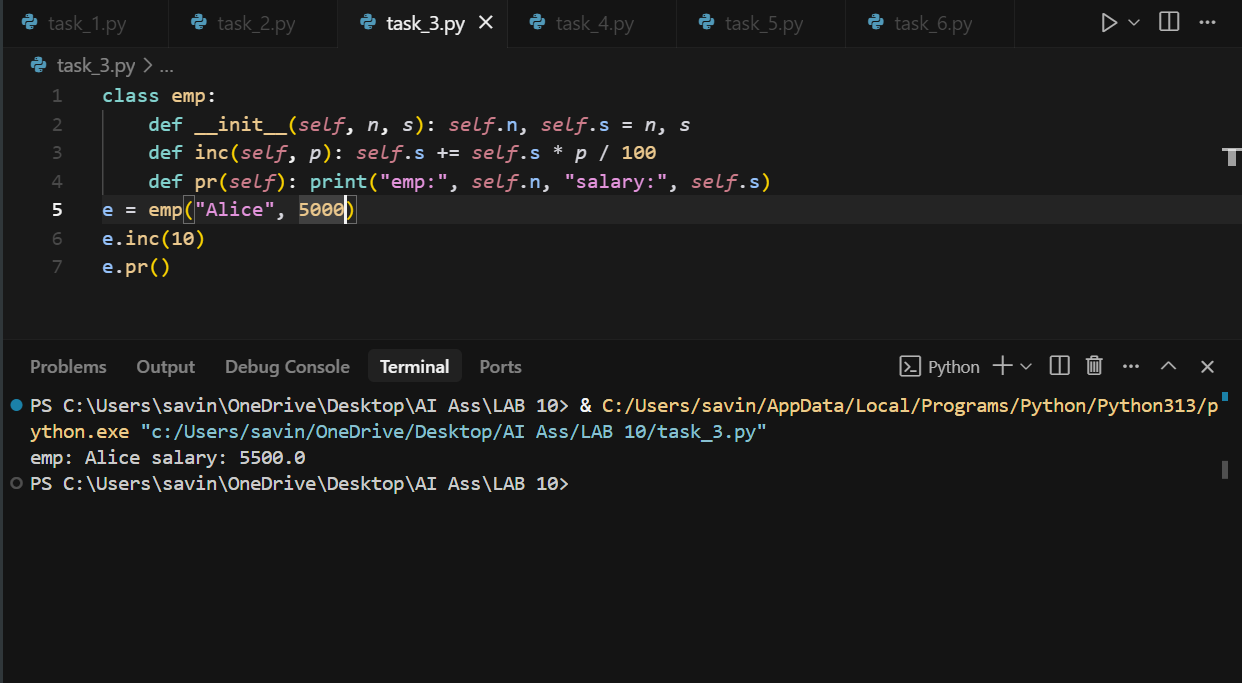 task_1.py task_2.py task_3.py task_4.py task_5.py task_6.py
task_3.py > ...
1 class emp:
2 def __init__(self, n, s): self.n, self.s = n, s
3 def inc(self, p): self.s += self.s * p / 100
4 def pr(self): print("emp:", self.n, "salary:", self.s)
5 e = emp("Alice", 5000)
6 e.inc(10)
7 e.pr()
Problems Output Debug Console Terminal Ports Python
PS C:\Users\savin\OneDrive\Desktop\AI Ass\LAB 10> & C:/Users/savin/AppData/Local/Programs/Python/Python313/p
ython.exe "c:/Users/savin/OneDrive/Desktop/AI Ass/LAB 10/task_3.py"
emp: Alice salary: 5500.0
PS C:\Users\savin\OneDrive\Desktop\AI Ass\LAB 10>